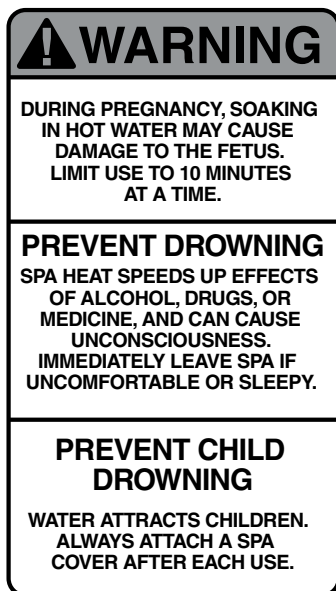 WARNING
DURING PREGNANCY, SOAKING
IN HOT WATER MAY CAUSE
DAMAGE TO THE FETUS.
LIMIT USE TO 10 MINUTES
AT A TIME.
PREVENT DROWNING
SPA HEAT SPEEDS UP EFFECTS
OF ALCOHOL, DRUGS, OR
MEDICINE, AND CAN CAUSE
UNCONSCIOUSNESS.
IMMEDIATELY LEAVE SPA IF
UNCOMFORTABLE OR SLEEPY.
PREVENT CHILD
DROWNING
WATER ATTRACTS CHILDREN.
ALWAYS ATTACH A SPA
COVER AFTER EACH USE.